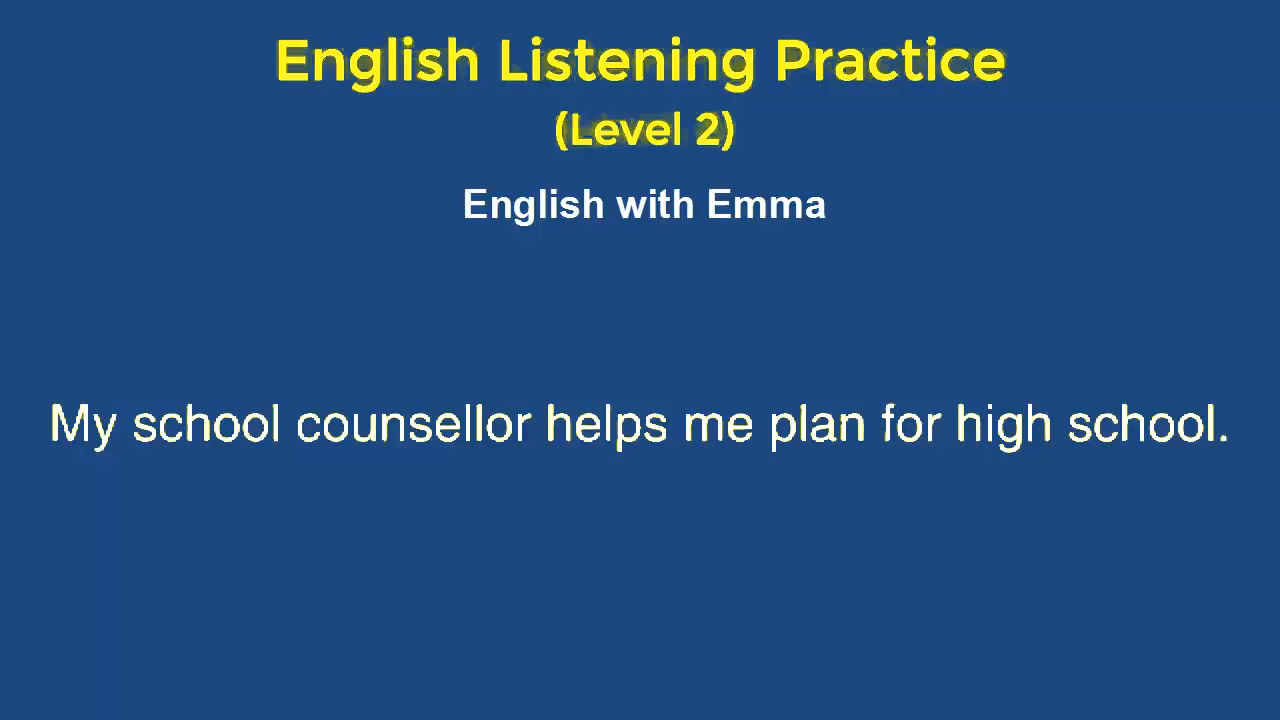 English Listening Practice
(Level 2)
English with Emma
My school counsellor helps me plan for high school.